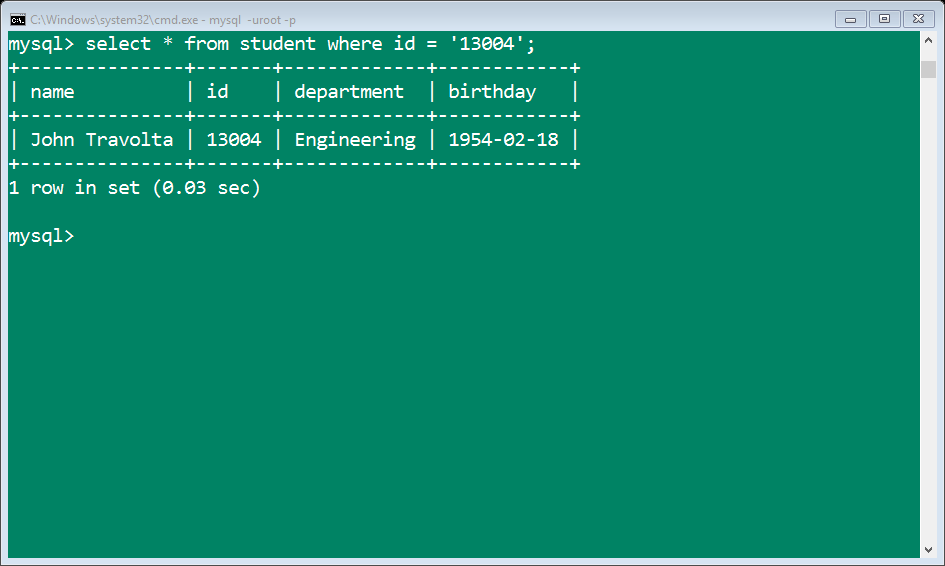 C:\Windows\system32\cmd.exe - mysql  -uroot -p
mysql> select * from student where id = '13004';
+---------------+-------+-------------+------------+
| name          | id    | department  | birthday   |
+---------------+-------+-------------+------------+
| John Travolta | 13004 | Engineering | 1954-02-18 |
+---------------+-------+-------------+------------+
1 row in set (0.03 sec)
mysql>